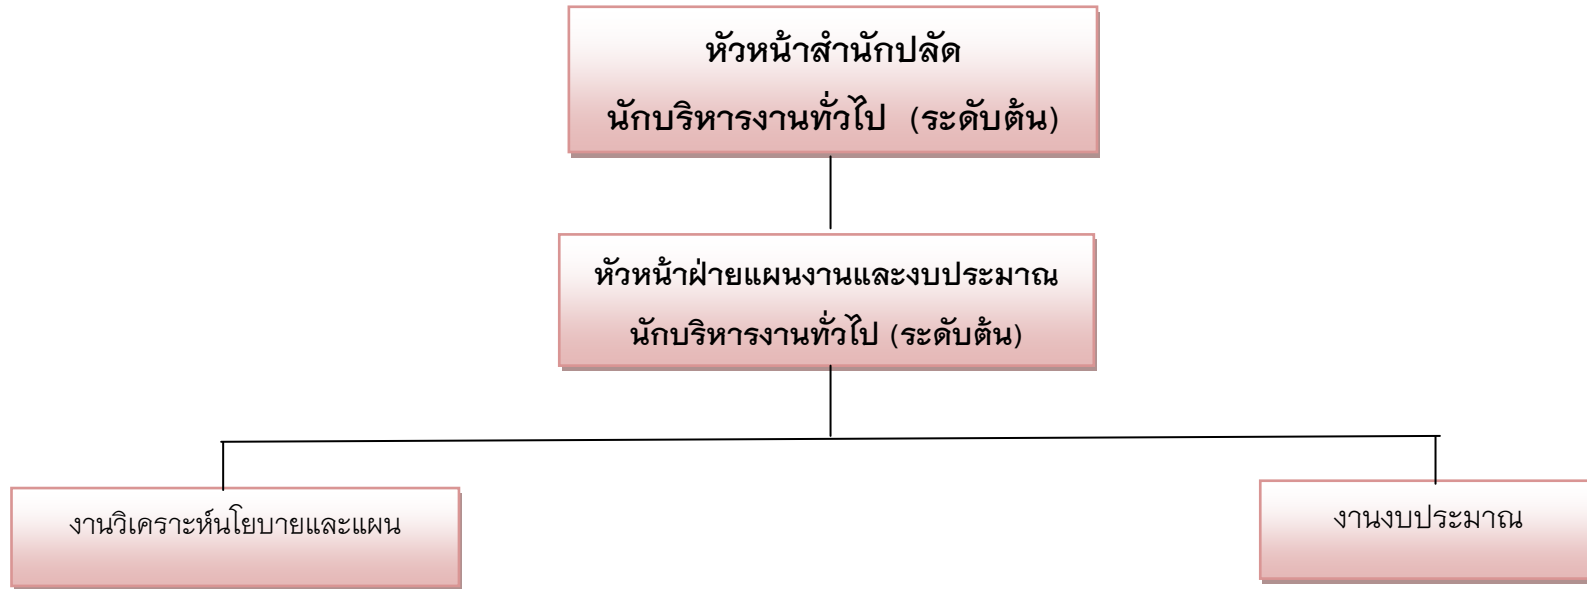 หัวหน้าสำนักปลัด
นักบริหารงานทั่วไป (ระดับต้น)
หัวหน้าฝ่ายแผนงานและงบประมาณ
นักบริหารงานทั่วไป (ระดับต้น)
งานวิเคราะห์นโยบายและแผน
งานงบประมาณ